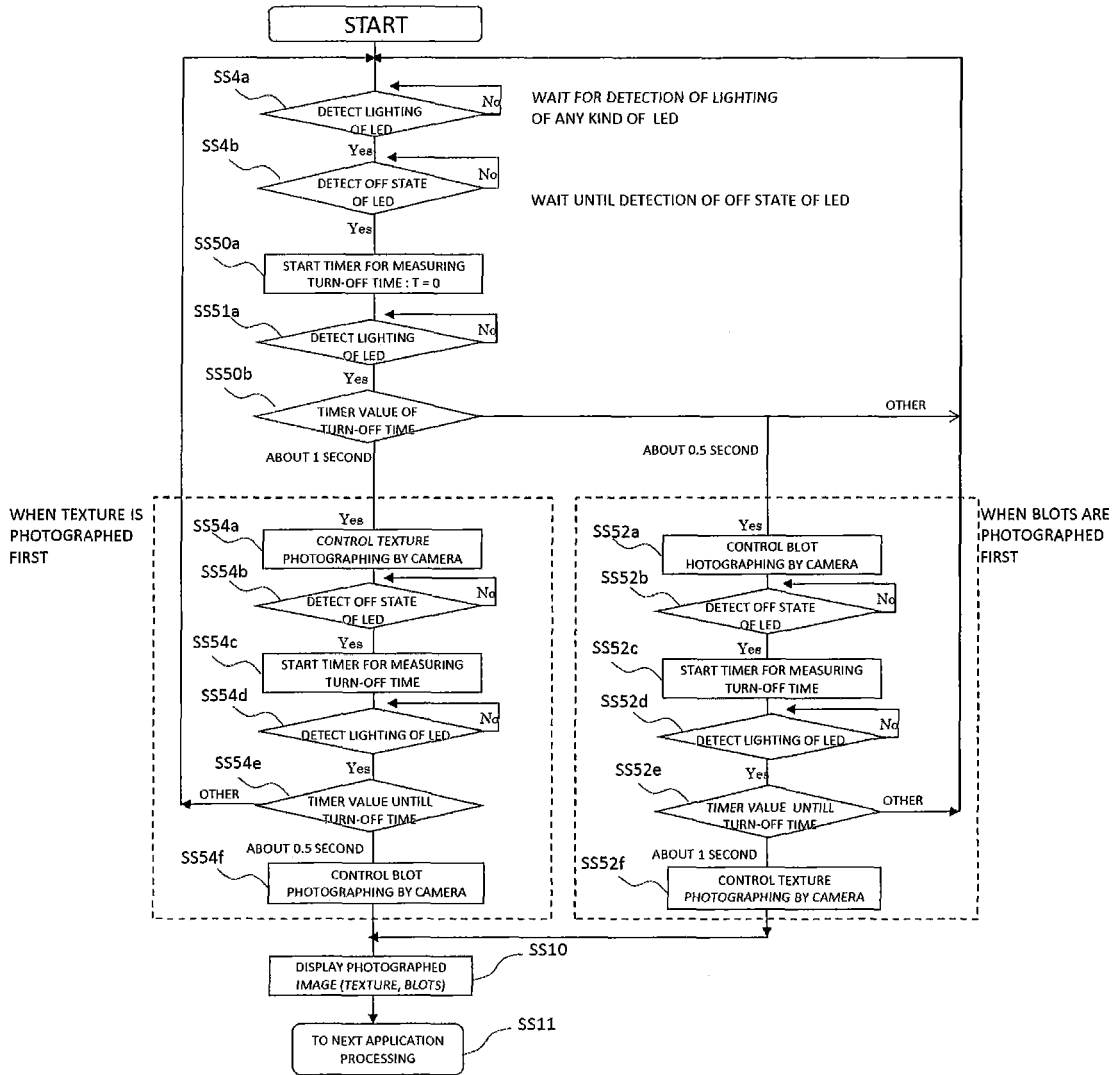 START
SS4a
DETECT LIGHTING
OF LED
No
WAIT FOR DETECTION OF LIGHTING
OF ANY KIND OF LED
Yes
SS4b
DETECT OFF STATE
OF LED
No
WAIT UNTIL DETECTION OF OFF STATE OF LED
Yes
SS50a
START TIMER FOR MEASURING
TURN-OFF TIME : T = 0
SS51a
DETECT LIGHTING
OF LED
No
Yes
SS50b
TIMER VALUE OF
TURN-OFF TIME
OTHER
ABOUT 1 SECOND
ABOUT 0.5 SECOND
WHEN TEXTURE IS
PHOTOGRAPHED
FIRST
Yes
SS54a
CONTROL TEXTURE
PHOTOGRAPHING BY CAMERA
SS54b
No
DETECT OFF STATE
OF LED
Yes
SS54c
START TIMER FOR MEASURING
TURN-OFF TIME
SS54d
No
DETECT LIGHTING OF LED
Yes
SS54e
OTHER
TIMER VALUE UNTILL
TURN-OFF TIME
ABOUT 0.5 SECOND
SS54f
CONTROL BLOT
PHOTOGRAPHING BY CAMERA
WHEN BLOTS ARE
PHOTOGRAPHED
FIRST
Yes
SS52a
CONTROL BLOT
HOTOGRAPHING BY CAMERA
SS52b
No
DETECT OFF STATE
OF LED
Yes
SS52c
START TIMER FOR MEASURING
TURN-OFF TIME
SS52d
No
DETECT LIGHTING OF LED
Yes
SS52e
TIMER VALUE UNTILL
TURN-OFF TIME
OTHER
ABOUT 1 SECOND
SS52f
CONTROL TEXTURE
PHOTOGRAPHING BY CAMERA
SS10
DISPLAY PHOTOGRAPHED
IMAGE (TEXTURE, BLOTS)
SS11
TO NEXT APPLICATION
PROCESSING